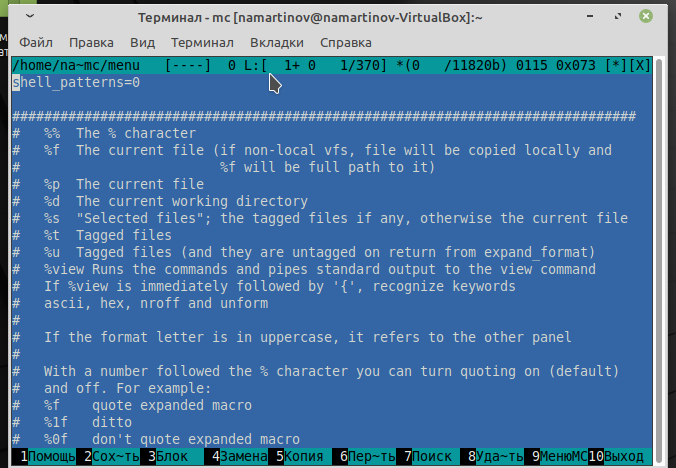 Терминал - mc [namartinov@namartinov-VirtualBox]:~
Файл Правка Вид Терминал Вкладки Справка
/home/na~mc/menu [----] 0 L:[ 1+ 0 1/370] *(0 /11820b) 0115 0x073 [*][X]
shell_patterns=0
##############################################################################
# %% The % character
# %f The current file (if non-local vfs, file will be copied locally and
# %f will be full path to it)
# %p The current file
# %d The current working directory
# %s "Selected files"; the tagged files if any, otherwise the current file
# %t Tagged files
# %u Tagged files (and they are untagged on return from expand_format)
# %view Runs the commands and pipes standard output to the view command
# If %view is immediately followed by '{', recognize keywords
# ascii, hex, nroff and unform
#
# If the format letter is in uppercase, it refers to the other panel
#
# With a number followed the % character you can turn quoting on (default)
# and off. For example:
# %f quote expanded macro
# %1f ditto
# %0f don't quote expanded macro
1Помощь 2Сох~ть 3Блок 4Замена 5Копия 6Пер~ть 7Поиск 8Уда~ть 9МенюMC 10Выход